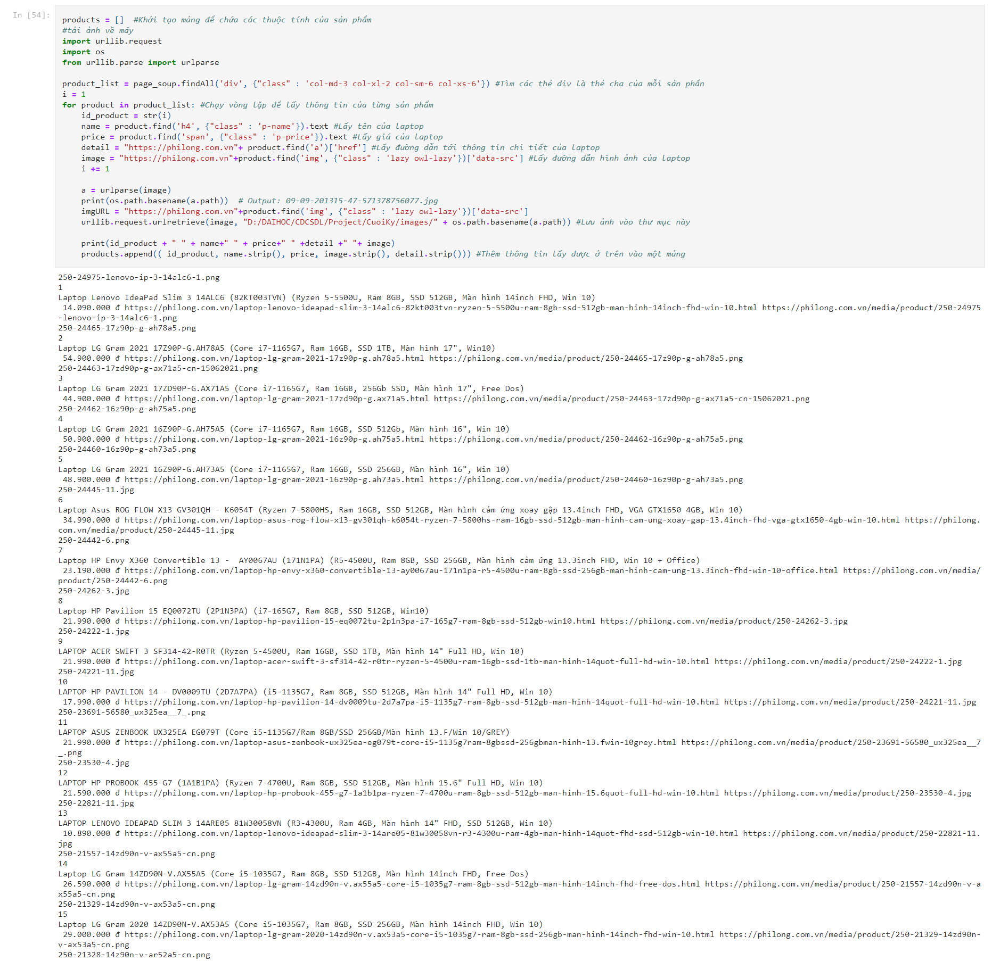 In [54]:
products = []  #Khởi tạo mảng để chứa các thuộc tính của sản phẩm
#tải ảnh về máy
import urllib.request
import os
from urllib.parse import urlparse
product_list = page_soup.findAll('div', {"class" : 'col-md-3 col-xl-2 col-sm-6 col-xs-6'}) #Tìm các thẻ div là thẻ cha của mỗi sản phẩn
i = 1
for product in product_list: #Chạy vòng lặp để lấy thông tin của từng sản phẩm
    id_product = str(i)
    name = product.find('h4', {"class" : 'p-name'}).text #Lấy tên của laptop
    price = product.find('span', {"class" : 'p-price'}).text #Lấy giá của laptop
    detail = "https://philong.com.vn"+ product.find('a')['href'] #Lấy đường dẫn tới thông tin chi tiết của laptop
    image = "https://philong.com.vn"+product.find('img', {"class" : 'lazy owl-lazy'})['data-src'] #Lấy đường dẫn hình ảnh của laptop
    i += 1
    a = urlparse(image)
    print(os.path.basename(a.path))  # Output: 09-09-201315-47-571378756077.jpg
    imgURL = "https://philong.com.vn"+product.find('img', {"class" : 'lazy owl-lazy'})['data-src']
    urllib.request.urlretrieve(image, "D:/DAIHOC/CDCSDL/Project/CuoiKy/images/" + os.path.basename(a.path)) #Lưu ảnh vào thư mục này
    print(id_product + " " + name+" " + price+" " +detail +" "+ image)
    products.append(( id_product, name.strip(), price, image.strip(), detail.strip())) #Thêm thông tin lấy được ở trên vào một mảng
250-24975-lenovo-ip-3-14alc6-1.png
1
Laptop Lenovo IdeaPad Slim 3 14ALC6 (82KT003TVN) (Ryzen 5-5500U, Ram 8GB, SSD 512GB, Màn hình 14inch FHD, Win 10)
 14.090.000 đ https://philong.com.vn/laptop-lenovo-ideapad-slim-3-14alc6-82kt003tvn-ryzen-5-5500u-ram-8gb-ssd-512gb-man-hinh-14inch-fhd-win-10.html https://philong.com.vn/media/product/250-24975
-lenovo-ip-3-14alc6-1.png
250-24465-17z90p-g-ah78a5.png
2
Laptop LG Gram 2021 17Z90P-G.AH78A5 (Core i7-1165G7, Ram 16GB, SSD 1TB, Màn hình 17", Win10)
 54.900.000 đ https://philong.com.vn/laptop-lg-gram-2021-17z90p-g.ah78a5.html https://philong.com.vn/media/product/250-24465-17z90p-g-ah78a5.png
250-24463-17zd90p-g-ax71a5-cn-15062021.png
3
Laptop LG Gram 2021 17ZD90P-G.AX71A5 (Core i7-1165G7, Ram 16GB, 256Gb SSD, Màn hình 17", Free Dos)
 44.900.000 đ https://philong.com.vn/laptop-lg-gram-2021-17zd90p-g.ax71a5.html https://philong.com.vn/media/product/250-24463-17zd90p-g-ax71a5-cn-15062021.png
250-24462-16z90p-g-ah75a5.png
4
Laptop LG Gram 2021 16Z90P-G.AH75A5 (Core i7-1165G7, Ram 16GB, SSD 512Gb, Màn hình 16", Win 10)
 50.900.000 đ https://philong.com.vn/laptop-lg-gram-2021-16z90p-g.ah75a5.html https://philong.com.vn/media/product/250-24462-16z90p-g-ah75a5.png
250-24460-16z90p-g-ah73a5.png
5
Laptop LG Gram 2021 16Z90P-G.AH73A5 (Core i7-1165G7, Ram 16GB, SSD 256GB, Màn hình 16", Win 10)
 48.900.000 đ https://philong.com.vn/laptop-lg-gram-2021-16z90p-g.ah73a5.html https://philong.com.vn/media/product/250-24460-16z90p-g-ah73a5.png
250-24445-11.jpg
6
Laptop Asus ROG FLOW X13 GV301QH - K6054T (Ryzen 7-5800HS, Ram 16GB, SSD 512GB, Màn hình cảm ứng xoay gập 13.4inch FHD, VGA GTX1650 4GB, Win 10)
 34.990.000 đ https://philong.com.vn/laptop-asus-rog-flow-x13-gv301qh-k6054t-ryzen-7-5800hs-ram-16gb-ssd-512gb-man-hinh-cam-ung-xoay-gap-13.4inch-fhd-vga-gtx1650-4gb-win-10.html https://philong.
com.vn/media/product/250-24445-11.jpg
250-24442-6.png
7
Laptop HP Envy X360 Convertible 13 -  AY0067AU (171N1PA) (R5-4500U, Ram 8GB, SSD 256GB, Màn hình cảm ứng 13.3inch FHD, Win 10 + Office)
 23.190.000 đ https://philong.com.vn/laptop-hp-envy-x360-convertible-13-ay0067au-171n1pa-r5-4500u-ram-8gb-ssd-256gb-man-hinh-cam-ung-13.3inch-fhd-win-10-office.html https://philong.com.vn/media/
product/250-24442-6.png
250-24262-3.jpg
8
Laptop HP Pavilion 15 EQ0072TU (2P1N3PA) (i7-165G7, Ram 8GB, SSD 512GB, Win10)
 21.990.000 đ https://philong.com.vn/laptop-hp-pavilion-15-eq0072tu-2p1n3pa-i7-165g7-ram-8gb-ssd-512gb-win10.html https://philong.com.vn/media/product/250-24262-3.jpg
250-24222-1.jpg
9
LAPTOP ACER SWIFT 3 SF314-42-R0TR (Ryzen 5-4500U, Ram 16GB, SSD 1TB, Màn hình 14" Full HD, Win 10)
 21.990.000 đ https://philong.com.vn/laptop-acer-swift-3-sf314-42-r0tr-ryzen-5-4500u-ram-16gb-ssd-1tb-man-hinh-14quot-full-hd-win-10.html https://philong.com.vn/media/product/250-24222-1.jpg
250-24221-11.jpg
10
LAPTOP HP PAVILION 14 - DV0009TU (2D7A7PA) (i5-1135G7, Ram 8GB, SSD 512GB, Màn hình 14" Full HD, Win 10)
 17.990.000 đ https://philong.com.vn/laptop-hp-pavilion-14-dv0009tu-2d7a7pa-i5-1135g7-ram-8gb-ssd-512gb-man-hinh-14quot-full-hd-win-10.html https://philong.com.vn/media/product/250-24221-11.jpg
250-23691-56580_ux325ea__7_.png
11
LAPTOP ASUS ZENBOOK UX325EA EG079T (Core i5-1135G7/Ram 8GB/SSD 256GB/Màn hình 13.F/Win 10/GREY)
 21.990.000 đ https://philong.com.vn/laptop-asus-zenbook-ux325ea-eg079t-core-i5-1135g7ram-8gbssd-256gbman-hinh-13.fwin-10grey.html https://philong.com.vn/media/product/250-23691-56580_ux325ea__7
_.png
250-23530-4.jpg
12
LAPTOP HP PROBOOK 455-G7 (1A1B1PA) (Ryzen 7-4700U, Ram 8GB, SSD 512GB, Màn hình 15.6" Full HD, Win 10)
 21.590.000 đ https://philong.com.vn/laptop-hp-probook-455-g7-1a1b1pa-ryzen-7-4700u-ram-8gb-ssd-512gb-man-hinh-15.6quot-full-hd-win-10.html https://philong.com.vn/media/product/250-23530-4.jpg
250-22821-11.jpg
13
LAPTOP LENOVO IDEAPAD SLIM 3 14ARE05 81W30058VN (R3-4300U, Ram 4GB, Màn hình 14" FHD, SSD 512GB, Win 10)
 10.890.000 đ https://philong.com.vn/laptop-lenovo-ideapad-slim-3-14are05-81w30058vn-r3-4300u-ram-4gb-man-hinh-14quot-fhd-ssd-512gb-win-10.html https://philong.com.vn/media/product/250-22821-11.
jpg
250-21557-14zd90n-v-ax55a5-cn.png
14
Laptop LG Gram 14ZD90N-V.AX55A5 (Core i5-1035G7, Ram 8GB, SSD 512GB, Màn hình 14inch FHD, Free Dos)
 26.590.000 đ https://philong.com.vn/laptop-lg-gram-14zd90n-v.ax55a5-core-i5-1035g7-ram-8gb-ssd-512gb-man-hinh-14inch-fhd-free-dos.html https://philong.com.vn/media/product/250-21557-14zd90n-v-a
x55a5-cn.png
250-21329-14zd90n-v-ax53a5-cn.png
15
Laptop LG Gram 2020 14ZD90N-V.AX53A5 (Core i5-1035G7, Ram 8GB, SSD 256GB, Màn hình 14inch FHD, Win 10)
 29.000.000 đ https://philong.com.vn/laptop-lg-gram-2020-14zd90n-v.ax53a5-core-i5-1035g7-ram-8gb-ssd-256gb-man-hinh-14inch-fhd-win-10.html https://philong.com.vn/media/product/250-21329-14zd90n-
v-ax53a5-cn.png
250-21328-14z90n-v-ar52a5-cn.png